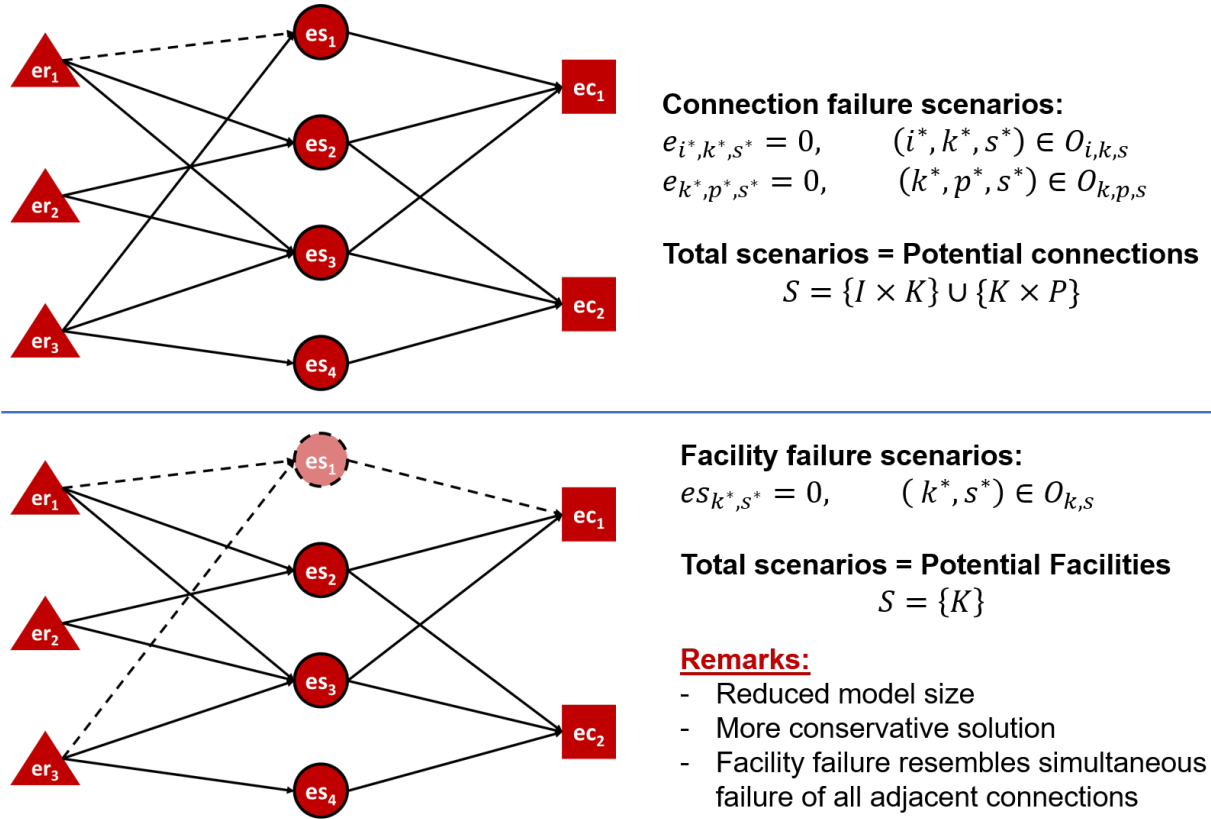 es₁
er₁
ec₁
es₂
er₂
es₃
ec₂
er₃
es₄
Connection failure scenarios:
e_{i*,k*,s*} = 0, (i*, k*, s*) ∈ O_{i,k,s}
e_{k*,p*,s*} = 0, (k*, p*, s*) ∈ O_{k,p,s}
Total scenarios = Potential connections
S = {I × K} ∪ {K × P}
es₁
er₁
ec₁
es₂
er₂
es₃
ec₂
er₃
es₄
Facility failure scenarios:
es_{k*,s*} = 0, ( k*, s*) ∈ O_{k,s}
Total scenarios = Potential Facilities
S = {K}
Remarks:
- Reduced model size
- More conservative solution
- Facility failure resembles simultaneous
failure of all adjacent connections